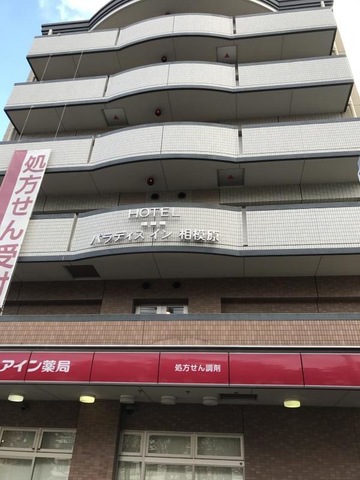 HOTEL
パラディスイン 相模原
処方せん受付
アイン薬局
処方せん調剤